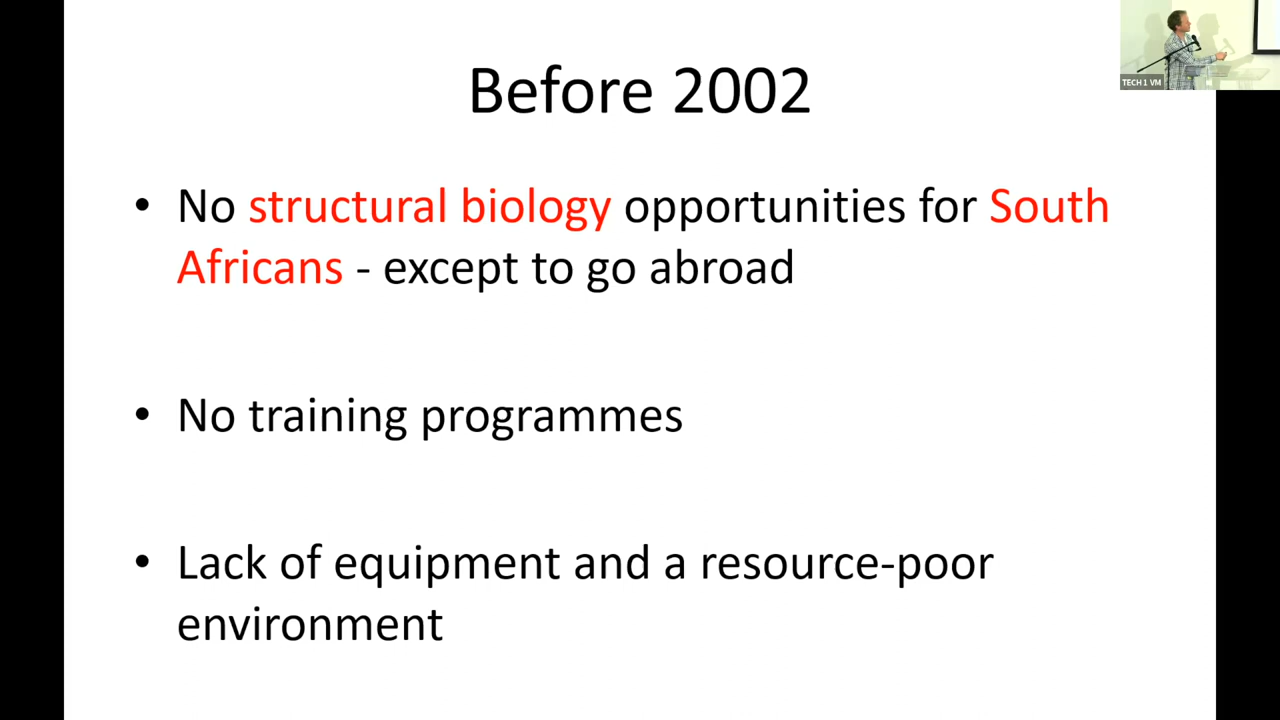 Before 2002
• No structural biology opportunities for South
Africans - except to go abroad
• No training programmes
• Lack of equipment and a resource-poor
environment
TECH 1 VM